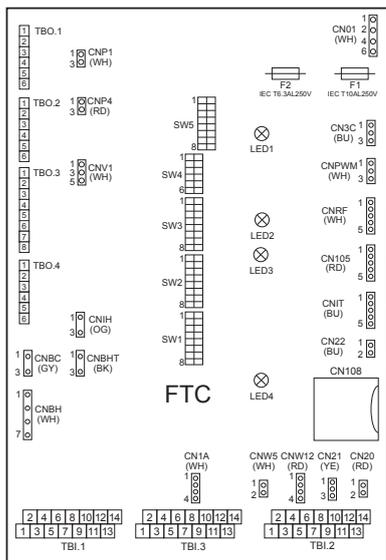 TBO.1
1
2
3
4
5
6
1
3
CNP1
(WH)
CN01
(WH)
1
2
4
6
F2
IEC T6.3AL250V
F1
IEC T10AL250V
TBO.2
1
2
3
4
5
6
1
3
CNP4
(RD)
SW5
1
8
LED1
CN3C
(BU)
1
3
TBO.3
1
2
3
4
5
6
7
8
1
3
5
CNV1
(WH)
SW4
1
6
CNPWM
(WH)
1
3
SW3
1
8
LED2
CNRF
(WH)
1
5
TBO.4
1
2
3
4
5
6
SW2
1
8
LED3
CN105
(RD)
1
5
1
3
CNIH
(OG)
SW1
1
8
CNIT
(BU)
1
5
1
3
CNBC
(GY)
1
3
CNBHT
(BK)
CN22
(BU)
1
2
1
7
CNBH
(WH)
FTC
LED4
CN108
CN1A
(WH)
1
4
CNW5
(WH)
1
2
CNW12
(RD)
1
4
CN21
(YE)
1
3
CN20
(RD)
1
2
2 4 6 8 10 12 14
1 3 5 7 9 11 13
TBI.1
2 4 6 8 10 12 14
1 3 5 7 9 11 13
TBI.3
2 4 6 8 10 12 14
1 3 5 7 9 11 13
TBI.2